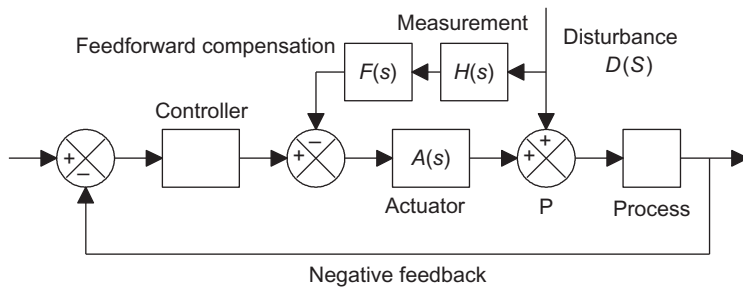 Measurement
Feedforward compensation
Disturbance
D(S)
F(s)
H(s)
Controller
−
+ +
+
−
+
A(s)
+
Actuator
P
Process
Negative feedback